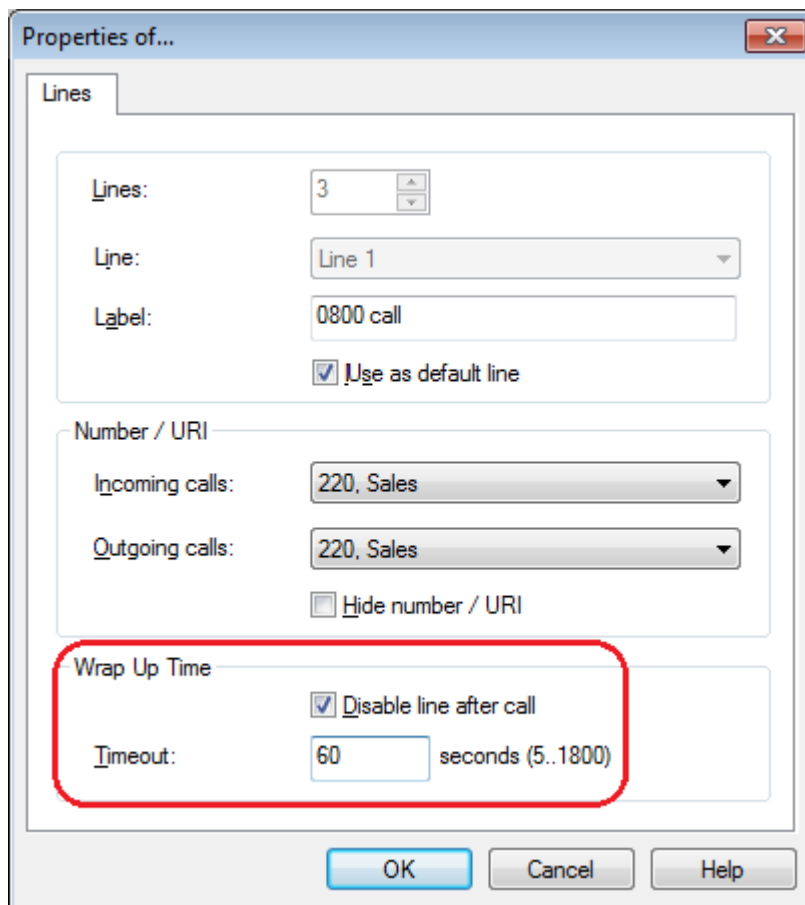 Properties of...
Lines
Lines: 3
Line: Line 1
Label: 0800 call
Use as default line
Number / URI
Incoming calls: 220, Sales
Outgoing calls: 220, Sales
Hide number / URI
Wrap Up Time
Disable line after call
Timeout: 60 seconds (5..1800)
OK Cancel Help